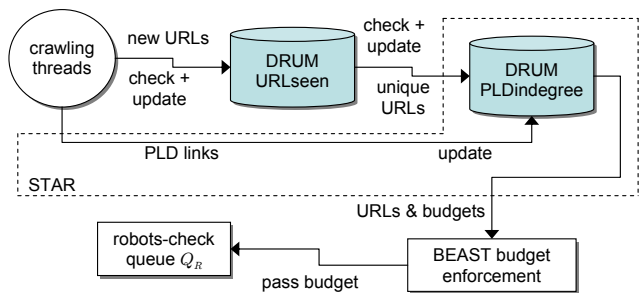 crawling
threads
new URLs
check +
update
DRUM
URLseen
check +
update
unique
URLs
DRUM
PLDindegree
PLD links
update
STAR
URLs & budgets
robots-check
queue Q_R
pass budget
BEAST budget
enforcement